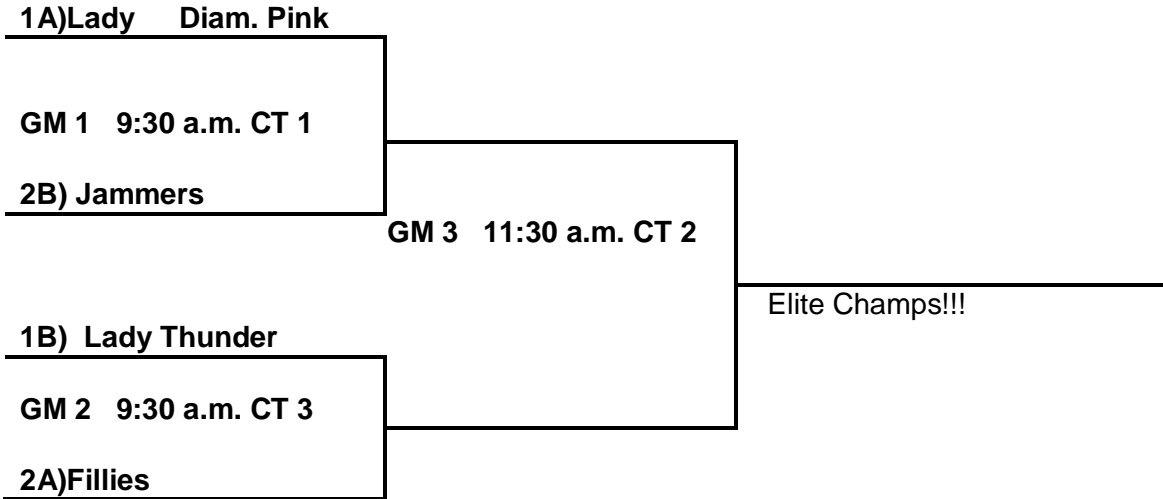 1A)Lady Diam. Pink
GM 1 9:30 a.m. CT 1
2B) Jammers
GM 3 11:30 a.m. CT 2
Elite Champs!!!
1B) Lady Thunder
GM 2 9:30 a.m. CT 3
2A)Fillies